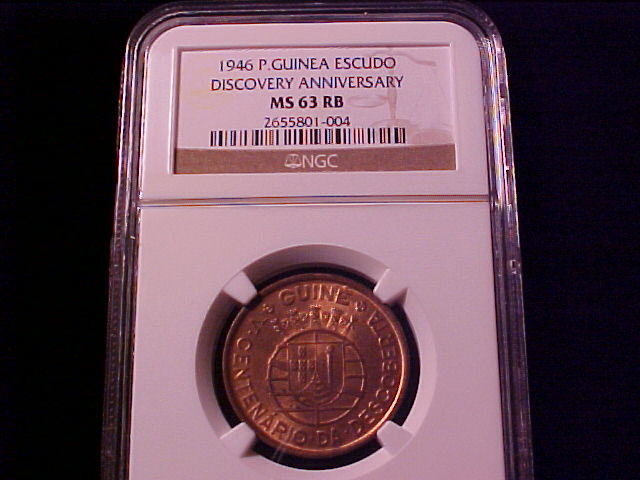 1946 P.GUINEA ESCUDO
DISCOVERY ANNIVERSARY
MS 63 RB
2655801-004
NGC
GUINÉ
V·CENTENÁRIO·DA·DESCOBERTA